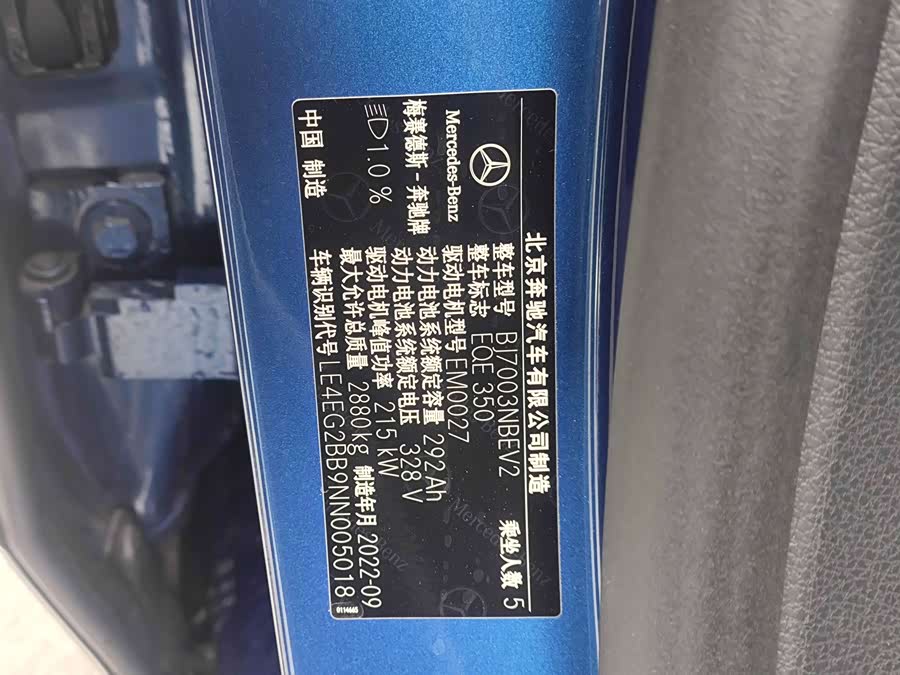 北京奔驰汽车有限公司制造
Mercedes-Benz
梅赛德斯-奔驰牌
1.0 %
中国 制造
整车型号 BJ7003NBEV2
乘坐人数 5
整车标志 EQE 350
驱动电机型号 EM0027
动力电池系统额定容量 292Ah
动力电池系统额定电压 328 V
驱动电机峰值功率 215 kW
最大允许总质量 2880kg 制造年月 2022-09
车辆识别代号 LE4EG2BB9NN005018
0114665